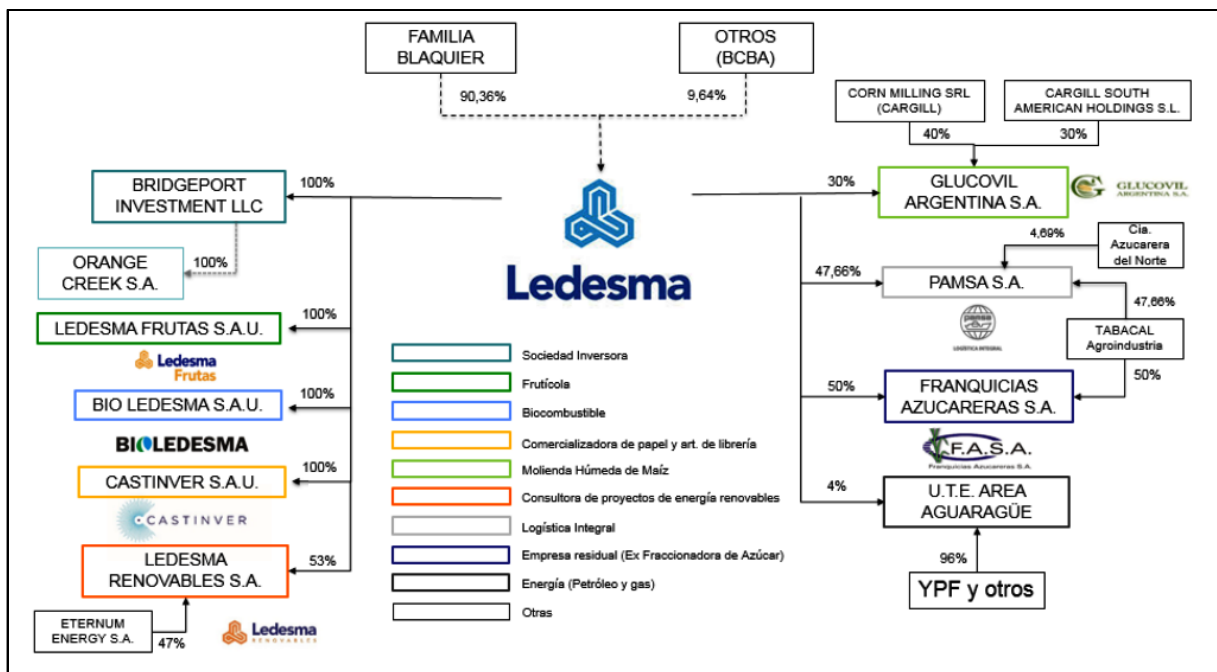 FAMILIA
BLAQUIER
OTROS
(BCBA)
90,36%
9,64%
CORN MILLING SRL
(CARGILL)
CARGILL SOUTH
AMERICAN HOLDINGS S.L.
40%
30%
BRIDGEPORT
INVESTMENT LLC
100%
30%
GLUCOVIL
ARGENTINA S.A.
GLUCOVIL
ARGENTINA S.A.
ORANGE
CREEK S.A.
100%
Ledesma
4,69%
Cia.
Azucarera
del Norte
47,66%
PAMSA S.A.
47,66%
pamsa
LOGÍSTICA INTEGRAL
TABACAL
Agroindustria
LEDESMA FRUTAS S.A.U.
100%
Ledesma
Frutas
BIO LEDESMA S.A.U.
100%
BIOLEDESMA
CASTINVER S.A.U.
100%
CASTINVER
LEDESMA
RENOVABLES S.A.
53%
ETERNUM
ENERGY S.A.
47%
Ledesma
RENOVABLES
Sociedad Inversora
Frutícola
Biocombustible
Comercializadora de papel y art. de librería
Molienda Húmeda de Maíz
Consultora de proyectos de energía renovables
Logística Integral
Empresa residual (Ex Fraccionadora de Azúcar)
Energía (Petróleo y gas)
Otras
50%
FRANQUICIAS
AZUCARERAS S.A.
50%
F.A.S.A.
Franquicias Azucareras S.A.
4%
U.T.E. AREA
AGUARAGÜE
96%
YPF y otros